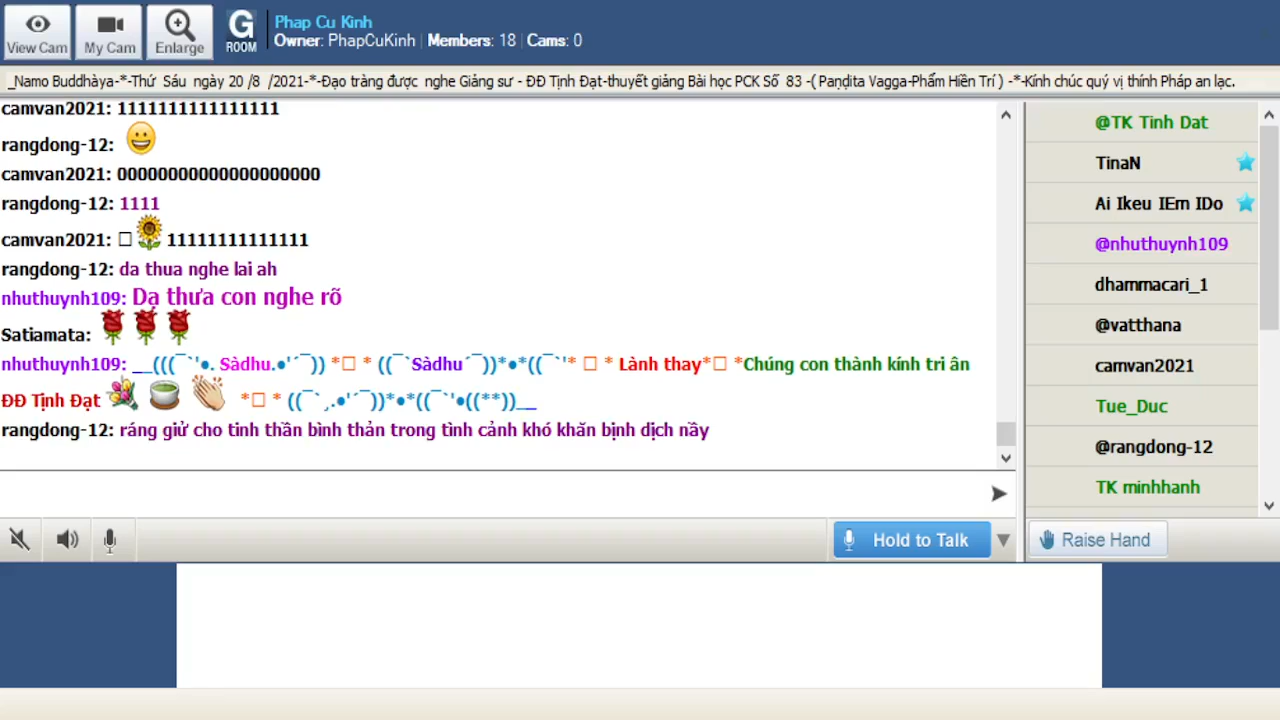 View Cam
My Cam
Enlarge
G
ROOM
Phap Cu Kinh
Owner: PhapCuKinh | Members: 18 | Cams: 0
_Namo Buddhàya-*-Thứ Sáu ngày 20 /8 /2021-*-Đạo tràng được nghe Giảng sư - ĐĐ Tịnh Đạt-thuyết giảng Bài học PCK Số 83 -( Paṇḍita Vagga-Phẩm Hiền Trí ) -*-Kính chúc quý vị thính Pháp an lạc.
camvan2021: 1111111111111111
rangdong-12: 😀
camvan2021: 00000000000000000000
rangdong-12: 1111
camvan2021: □🌻11111111111111
rangdong-12: da thua nghe lai ah
nhuthuynh109: Dạ thưa con nghe rõ
Satiamata: 🌹🌹🌹
nhuthuynh109: __(((¯`'●. Sàdhu.●'´¯)) *□ * ((¯`Sàdhu´¯))*●*((¯`'* □ * Lành thay*□ *Chúng con thành kính tri ân
ĐĐ Tịnh Đạt 💐 🍵 👏 *□ * ((¯`¸.●'´¯))*●*((¯`'●((**))__
rangdong-12: ráng giử cho tinh thần bình thản trong tình cảnh khó khăn bịnh dịch nầy
@TK Tinh Dat
TinaN
Ai Ikeu IEm IDo
@nhuthuynh109
dhammacari_1
@vatthana
camvan2021
Tue_Duc
@rangdong-12
TK minhhanh
Hold to Talk
Raise Hand